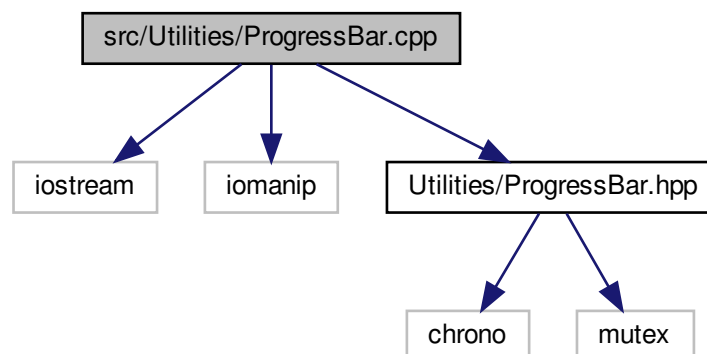 src/Utilities/ProgressBar.cpp
iostream
iomanip
Utilities/ProgressBar.hpp
chrono
mutex